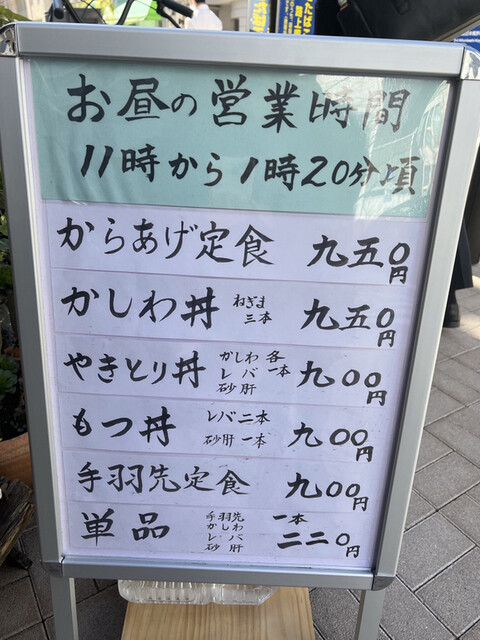 お昼の営業時間
11時から1時20分頃
からあげ定食 九五〇円
かしわ丼 ねぎま三本 九五〇円
やきとり丼 かしわ レバ 砂肝 各一本 九〇〇円
もつ丼 レバ二本 砂肝一本 九〇〇円
手羽先定食 九〇〇円
単品 手羽先 かしわ レバ 砂肝 一本 二二〇円